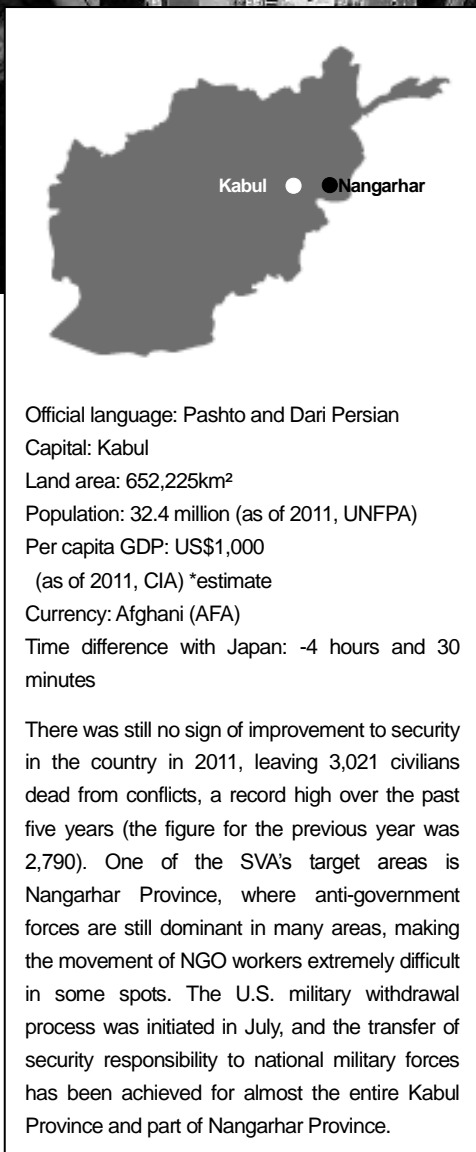 Kabul Nangarhar
Official language: Pashto and Dari Persian
Capital: Kabul
Land area: 652,225km²
Population: 32.4 million (as of 2011, UNFPA)
Per capita GDP: US$1,000
(as of 2011, CIA) *estimate
Currency: Afghani (AFA)
Time difference with Japan: -4 hours and 30
minutes
There was still no sign of improvement to security
in the country in 2011, leaving 3,021 civilians
dead from conflicts, a record high over the past
five years (the figure for the previous year was
2,790). One of the SVA's target areas is
Nangarhar Province, where anti-government
forces are still dominant in many areas, making
the movement of NGO workers extremely difficult
in some spots. The U.S. military withdrawal
process was initiated in July, and the transfer of
security responsibility to national military forces
has been achieved for almost the entire Kabul
Province and part of Nangarhar Province.